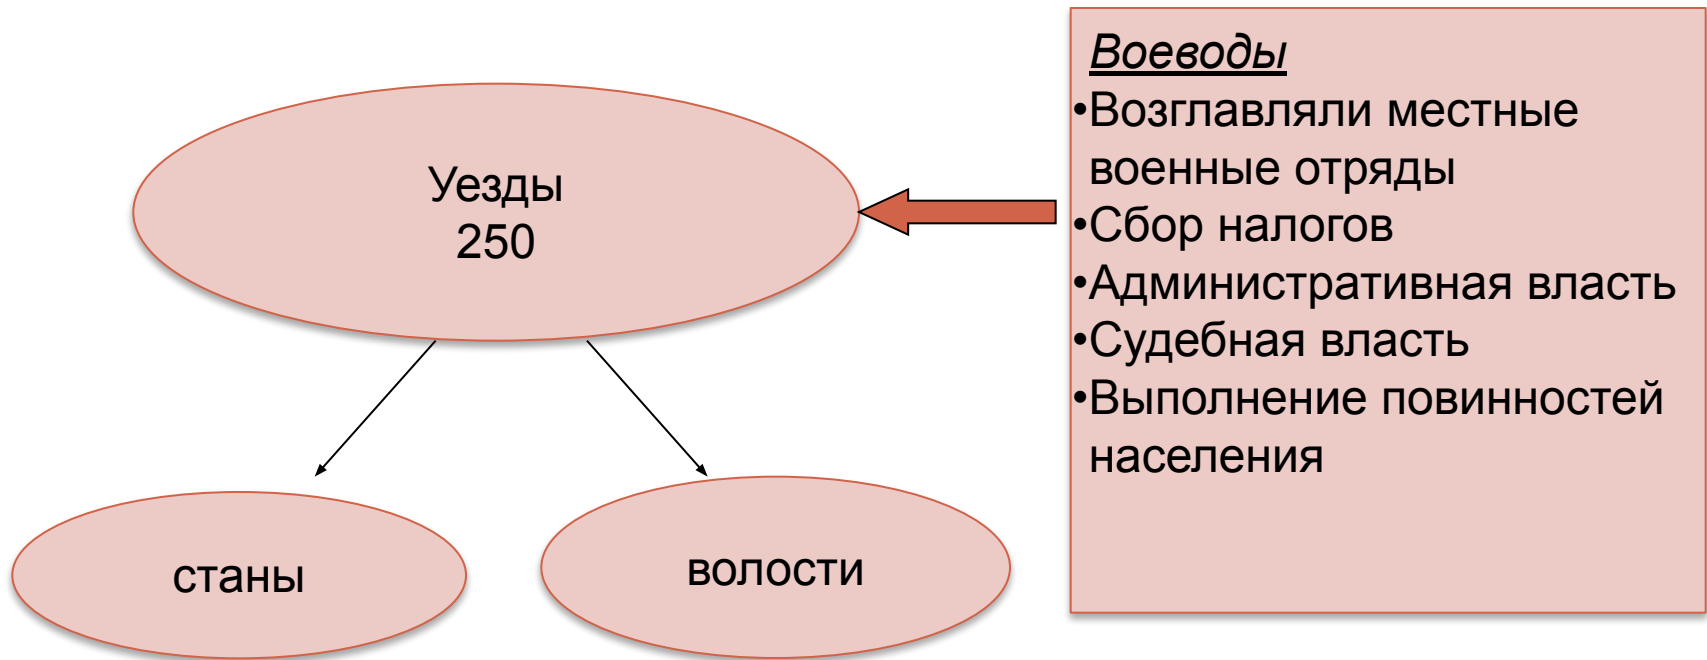 Уезды
250
станы
волости
Воеводы
•Возглавляли местные
военные отряды
•Сбор налогов
•Административная власть
•Судебная власть
•Выполнение повинностей
населения